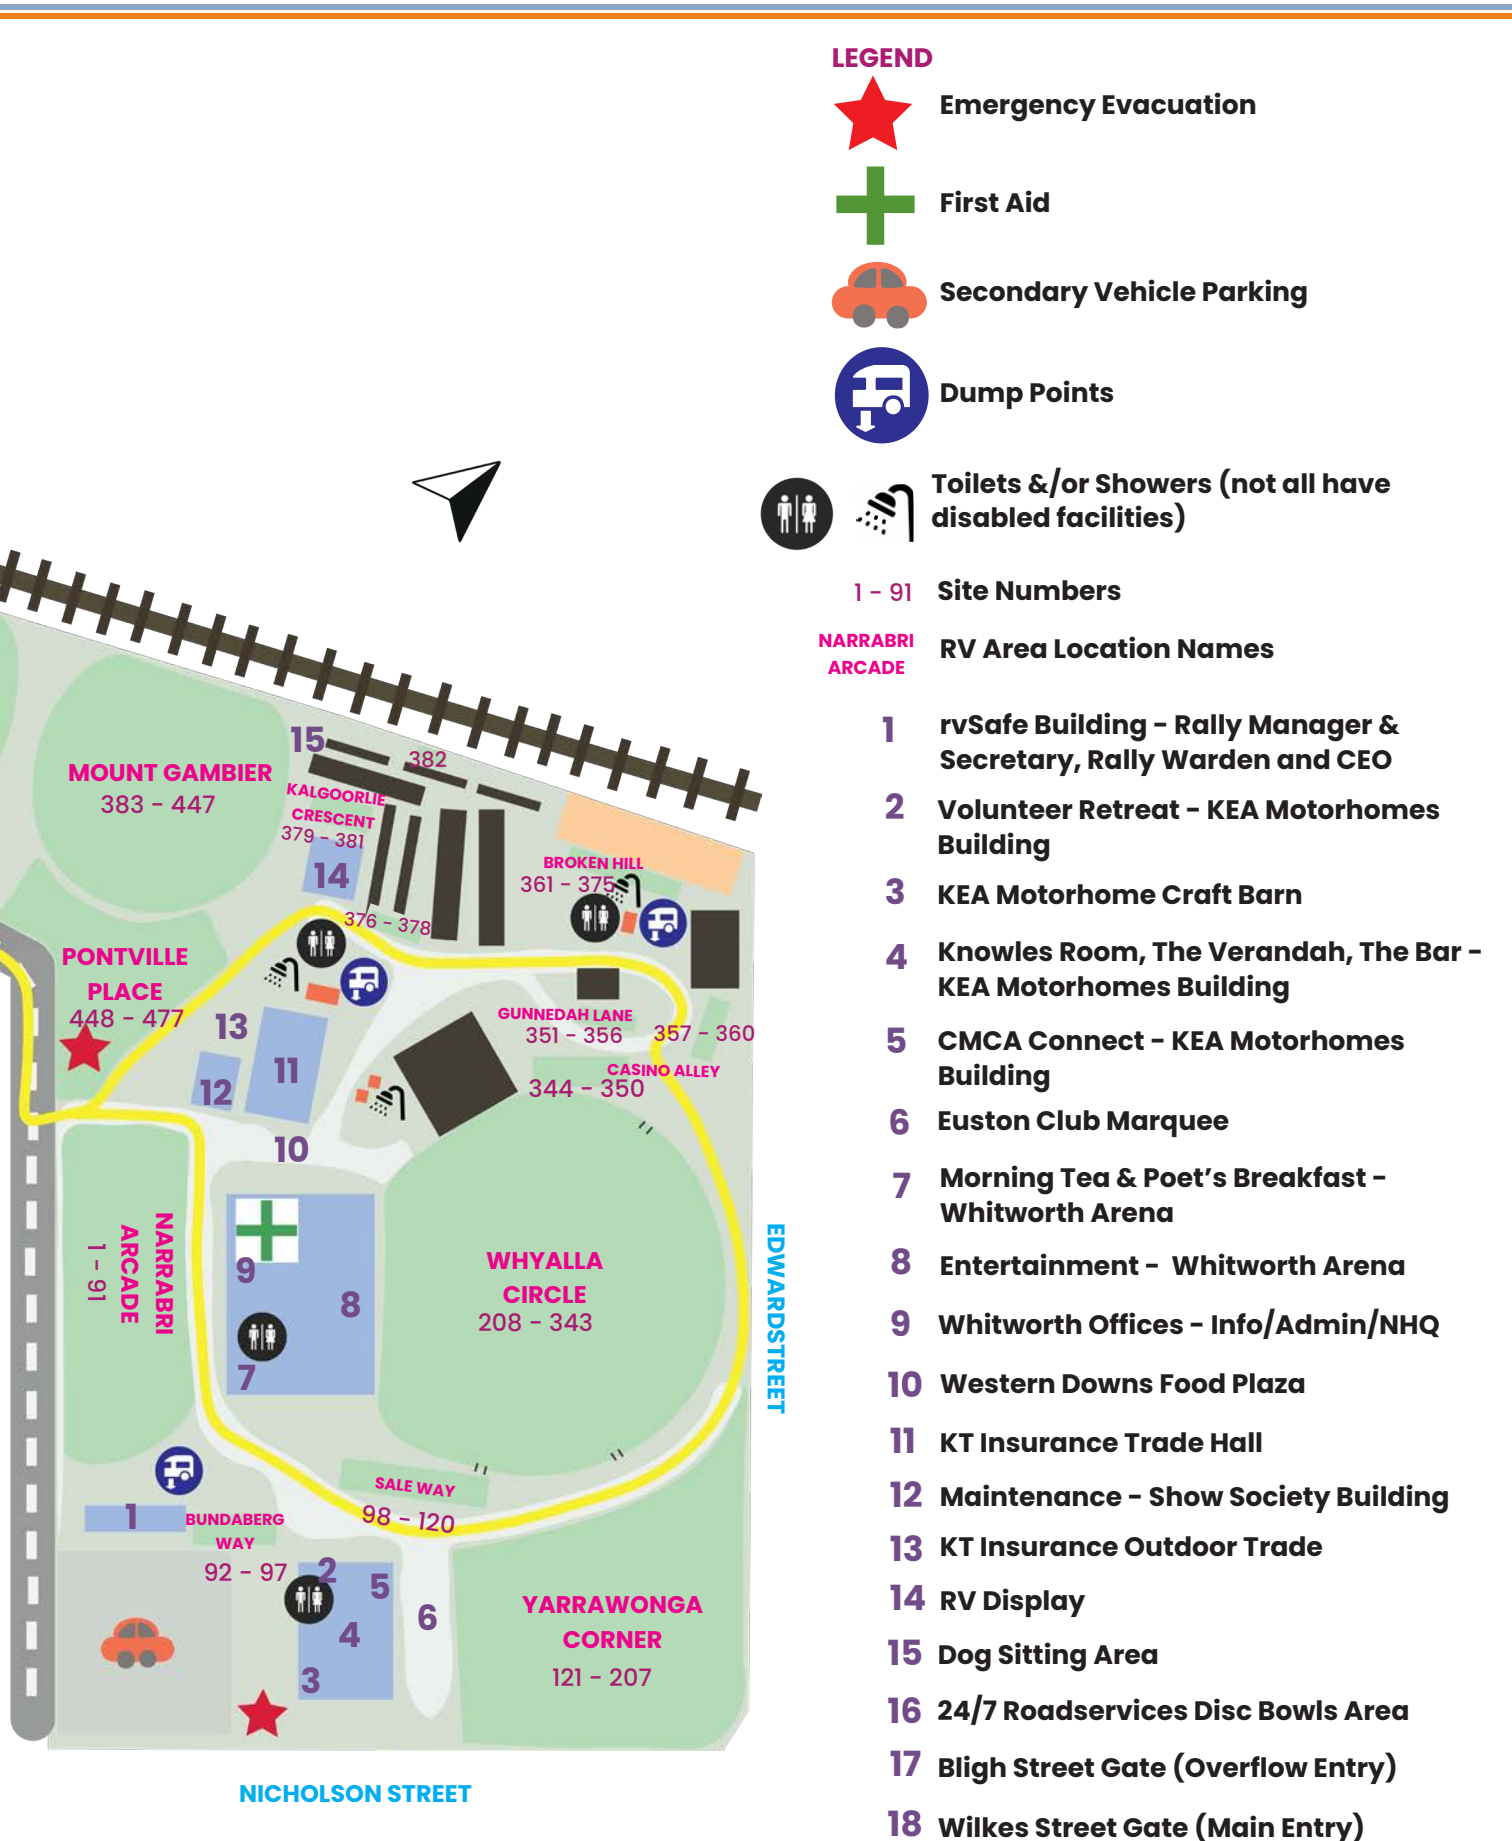 LEGEND
Emergency Evacuation
First Aid
Secondary Vehicle Parking
Dump Points
Toilets &/or Showers (not all have
disabled facilities)
1 - 91 Site Numbers
NARRABRI
ARCADE
RV Area Location Names
1 rvSafe Building - Rally Manager &
Secretary, Rally Warden and CEO
2 Volunteer Retreat - KEA Motorhomes
Building
3 KEA Motorhome Craft Barn
4 Knowles Room, The Verandah, The Bar -
KEA Motorhomes Building
5 CMCA Connect - KEA Motorhomes
Building
6 Euston Club Marquee
7 Morning Tea & Poet's Breakfast -
Whitworth Arena
8 Entertainment - Whitworth Arena
9 Whitworth Offices - Info/Admin/NHQ
10 Western Downs Food Plaza
11 KT Insurance Trade Hall
12 Maintenance - Show Society Building
13 KT Insurance Outdoor Trade
14 RV Display
15 Dog Sitting Area
16 24/7 Roadservices Disc Bowls Area
17 Bligh Street Gate (Overflow Entry)
18 Wilkes Street Gate (Main Entry)
15
382
MOUNT GAMBIER
383 - 447
KALGOORLIE
CRESCENT
379 - 381
14
BROKEN HILL
361 - 375
376 - 378
PONTVILLE
PLACE
448 - 477
13
GUNNEDAH LANE
351 - 356
357 - 360
11
12
CASINO ALLEY
344 - 350
10
NARRABRI
ARCADE
1 - 91
9
8
7
WHYALLA
CIRCLE
208 - 343
EDWARDSTREET
SALE WAY
98 - 120
1
BUNDABERG
WAY
92 - 97
2
5
6
4
3
YARRAWONGA
CORNER
121 - 207
NICHOLSON STREET